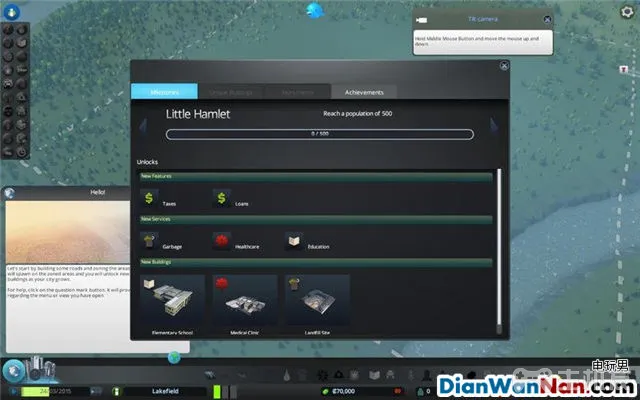 Tilt camera
Hold Middle Mouse Button and move the mouse up and
down.
Milestones
Unique Buildings
Monuments
Achievements
Little Hamlet
Reach a population of 500
0 / 500
Unlocks
New Features
Taxes
Loans
New Services
Garbage
Healthcare
Education
New Buildings
Elementary School
Medical Clinic
Landfill Site
Hello!
Let's start by building some roads and zoning the areas
will spawn on the zoned areas and you will unlock new
buildings as your city grows.
For help, click on the question mark button. It will provi
regarding the menu or view you have open
24/03/2015
Lakefield
₡70,000
0
电玩男
DianWanNan.com